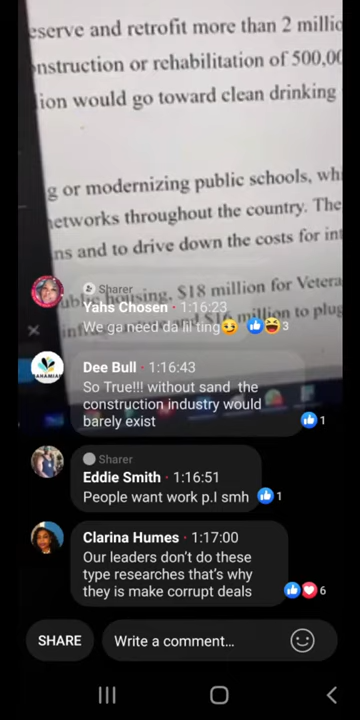 eserve and retrofit more than 2 millio
onstruction or rehabilitation of 500,00
ion would go toward clean drinking
g or modernizing public schools, wh
networks throughout the country. The
ns and to drive down the costs for int
ublic housing, $18 million for Vetera
million to plug
Sharer
Yahs Chosen · 1:16:23
We ga need da lil ting😏
3
Dee Bull · 1:16:43
So True!!! without sand the
construction industry would
barely exist
1
Sharer
Eddie Smith · 1:16:51
People want work p.I smh
1
Clarina Humes · 1:17:00
Our leaders don't do these
type researches that's why
they is make corrupt deals
6
SHARE
Write a comment...